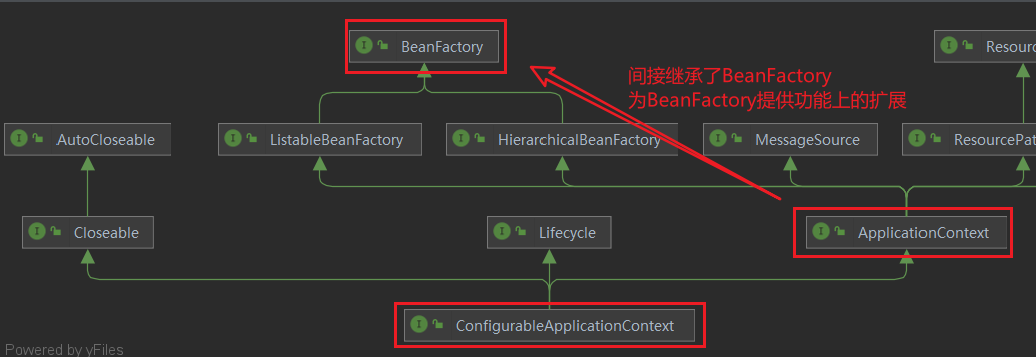 BeanFactory
Resourc
间接继承了BeanFactory
为BeanFactory提供功能上的扩展
AutoCloseable
ListableBeanFactory
HierarchicalBeanFactory
MessageSource
ResourcePat
Closeable
Lifecycle
ApplicationContext
ConfigurableApplicationContext
Powered by yFiles